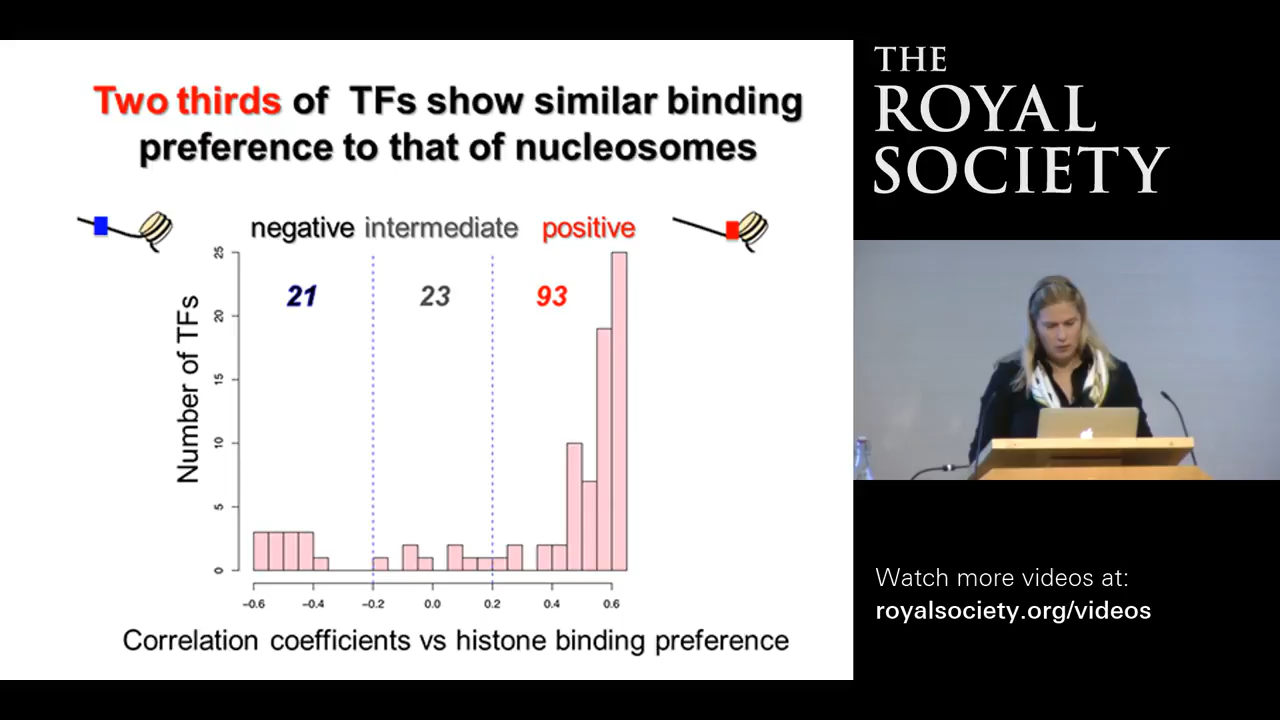 Two thirds of TFs show similar binding
preference to that of nucleosomes
negative intermediate positive
21 23 93
Number of TFs
25
20
15
10
5
0
-0.6 -0.4 -0.2 0.0 0.2 0.4 0.6
Correlation coefficients vs histone binding preference
THE
ROYAL
SOCIETY
Watch more videos at:
royalsociety.org/videos